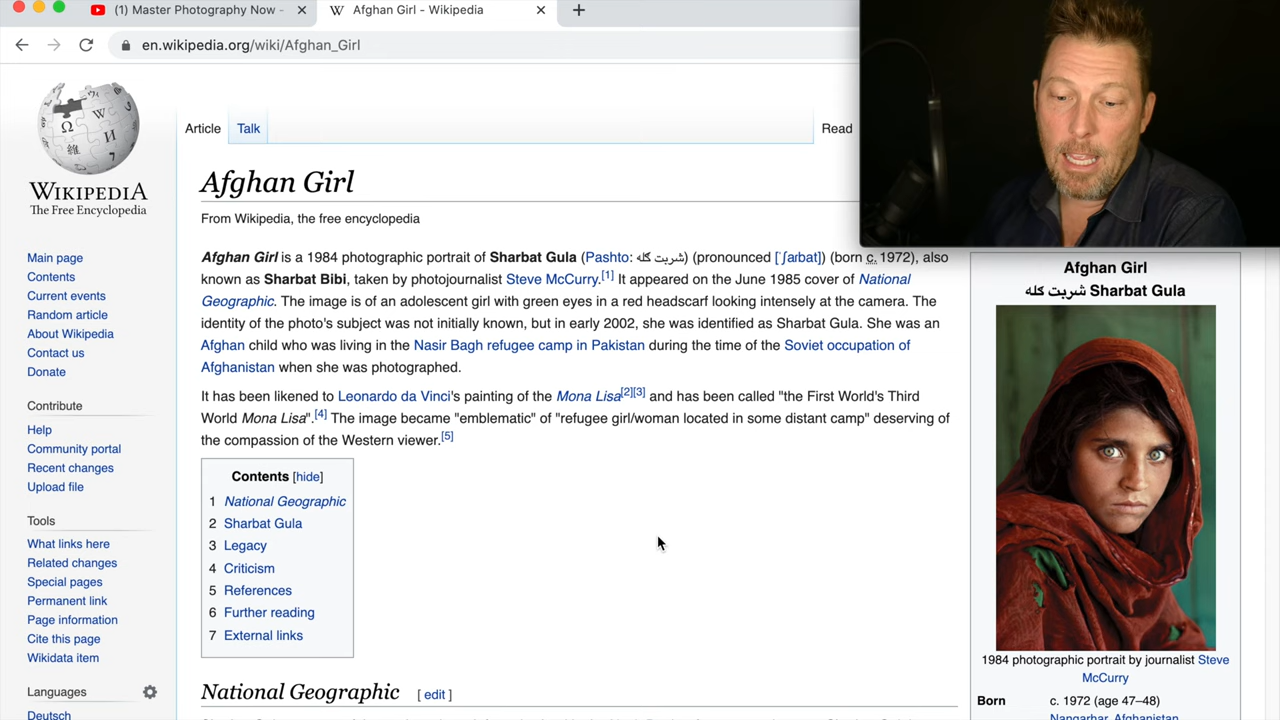 (1) Master Photography Now -
Afghan Girl - Wikipedia
en.wikipedia.org/wiki/Afghan_Girl
WIKIPEDIA
The Free Encyclopedia
Main page
Contents
Current events
Random article
About Wikipedia
Contact us
Donate
Contribute
Help
Community portal
Recent changes
Upload file
Tools
What links here
Related changes
Special pages
Permanent link
Page information
Cite this page
Wikidata item
Languages
Deutsch
Article Talk Read
Afghan Girl
From Wikipedia, the free encyclopedia
Afghan Girl is a 1984 photographic portrait of Sharbat Gula (Pashto: شربت ګله) (pronounced [ˈʃaɾbat]) (born c. 1972), also
known as Sharbat Bibi, taken by photojournalist Steve McCurry.[1] It appeared on the June 1985 cover of National
Geographic. The image is of an adolescent girl with green eyes in a red headscarf looking intensely at the camera. The
identity of the photo's subject was not initially known, but in early 2002, she was identified as Sharbat Gula. She was an
Afghan child who was living in the Nasir Bagh refugee camp in Pakistan during the time of the Soviet occupation of
Afghanistan when she was photographed.
It has been likened to Leonardo da Vinci's painting of the Mona Lisa[2][3] and has been called "the First World's Third
World Mona Lisa".[4] The image became "emblematic" of "refugee girl/woman located in some distant camp" deserving of
the compassion of the Western viewer.[5]
Contents [hide]
1 National Geographic
2 Sharbat Gula
3 Legacy
4 Criticism
5 References
6 Further reading
7 External links
National Geographic [ edit ]
Afghan Girl
شربت ګله Sharbat Gula
1984 photographic portrait by journalist Steve
McCurry
Born c. 1972 (age 47–48)
Nangarhar, Afghanistan